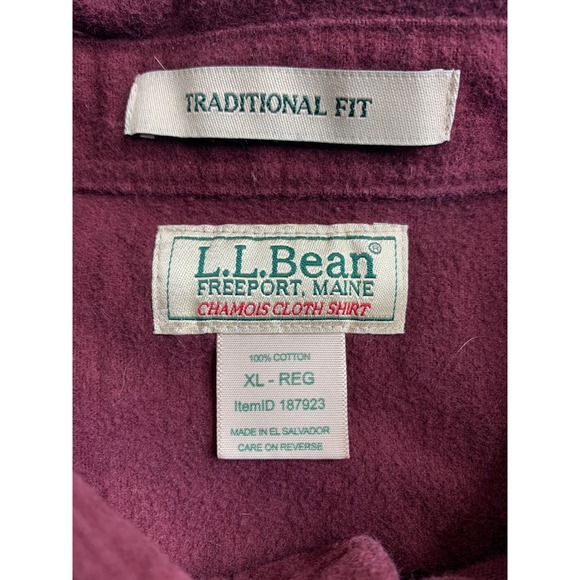 TRADITIONAL FIT
L.L.Bean®
FREEPORT, MAINE
CHAMOIS CLOTH SHIRT
100% COTTON
XL - REG
ItemID 187923
MADE IN EL SALVADOR
CARE ON REVERSE